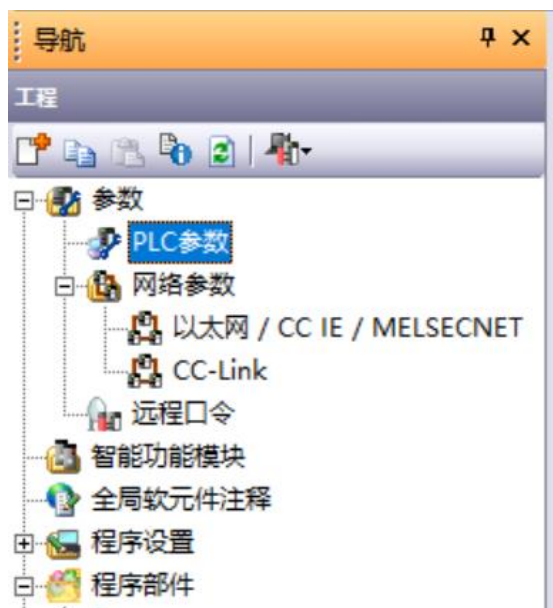 导航
工程
参数
PLC参数
网络参数
以太网 / CC IE / MELSECNET
CC-Link
远程口令
智能功能模块
全局软元件注释
程序设置
程序部件